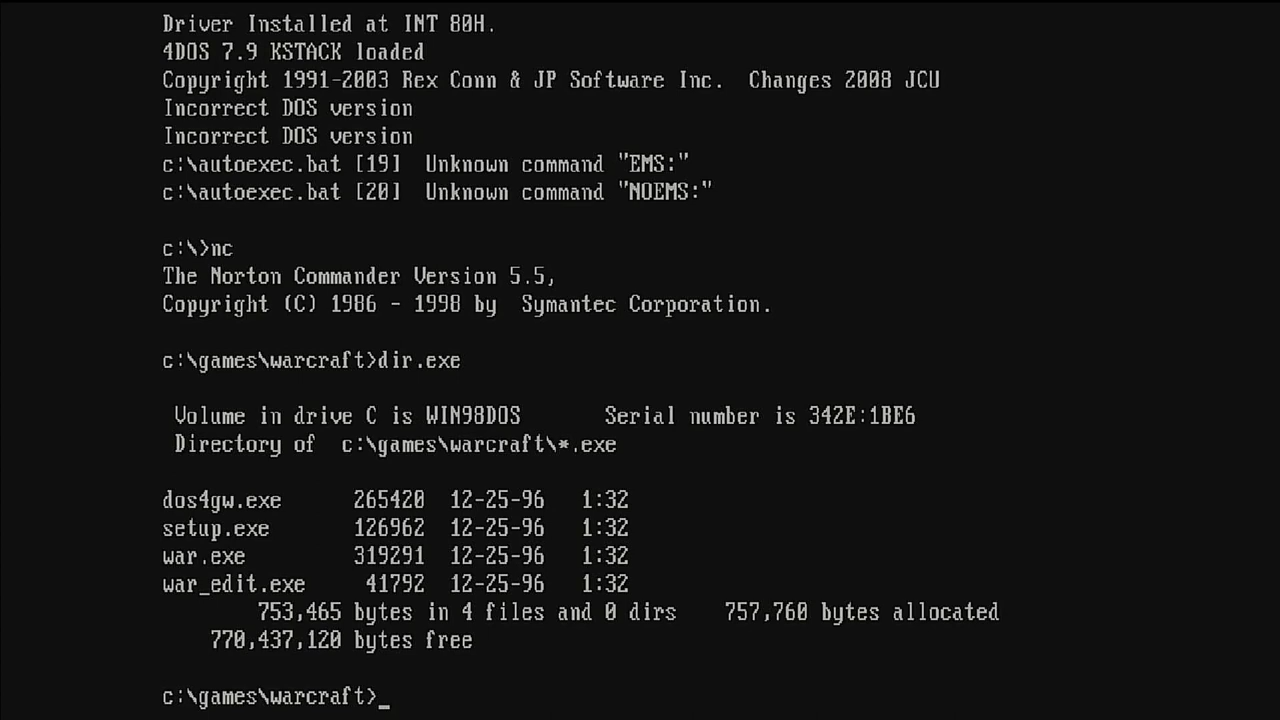 Driver Installed at INT 80H.
4DOS 7.9 KSTACK loaded
Copyright 1991-2003 Rex Conn & JP Software Inc.  Changes 2008 JCU
Incorrect DOS version
Incorrect DOS version
c:\autoexec.bat [19]  Unknown command "EMS:"
c:\autoexec.bat [20]  Unknown command "NOEMS:"
c:\>nc
The Norton Commander Version 5.5,
Copyright (C) 1986 - 1998 by  Symantec Corporation.
c:\games\warcraft>dir.exe
Volume in drive C is WIN98DOS       Serial number is 342E:1BE6
Directory of  c:\games\warcraft\*.exe
dos4gw.exe      265420  12-25-96   1:32
setup.exe       126962  12-25-96   1:32
war.exe         319291  12-25-96   1:32
war_edit.exe     41792  12-25-96   1:32
753,465 bytes in 4 files and 0 dirs    757,760 bytes allocated
770,437,120 bytes free
c:\games\warcraft>_